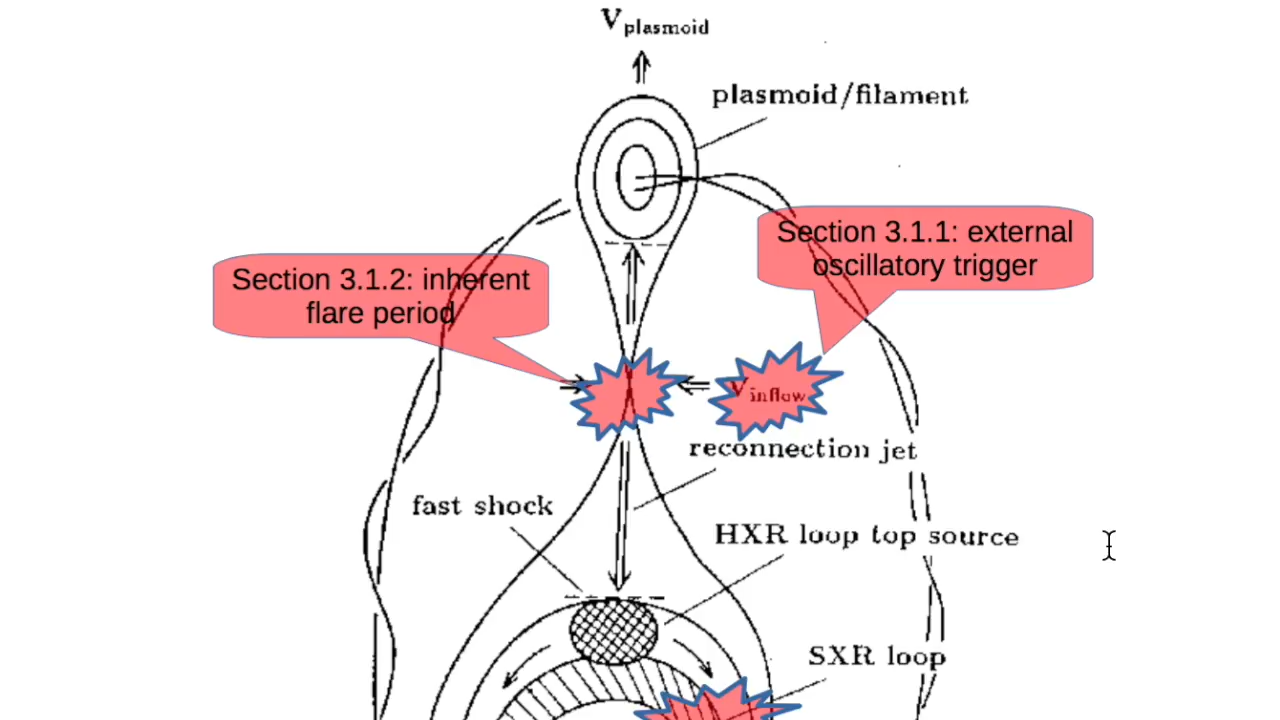 Vplasmoid
plasmoid/filament
Section 3.1.1: external
oscillatory trigger
Section 3.1.2: inherent
flare period
Vinflow
reconnection jet
fast shock
HXR loop top source
SXR loop